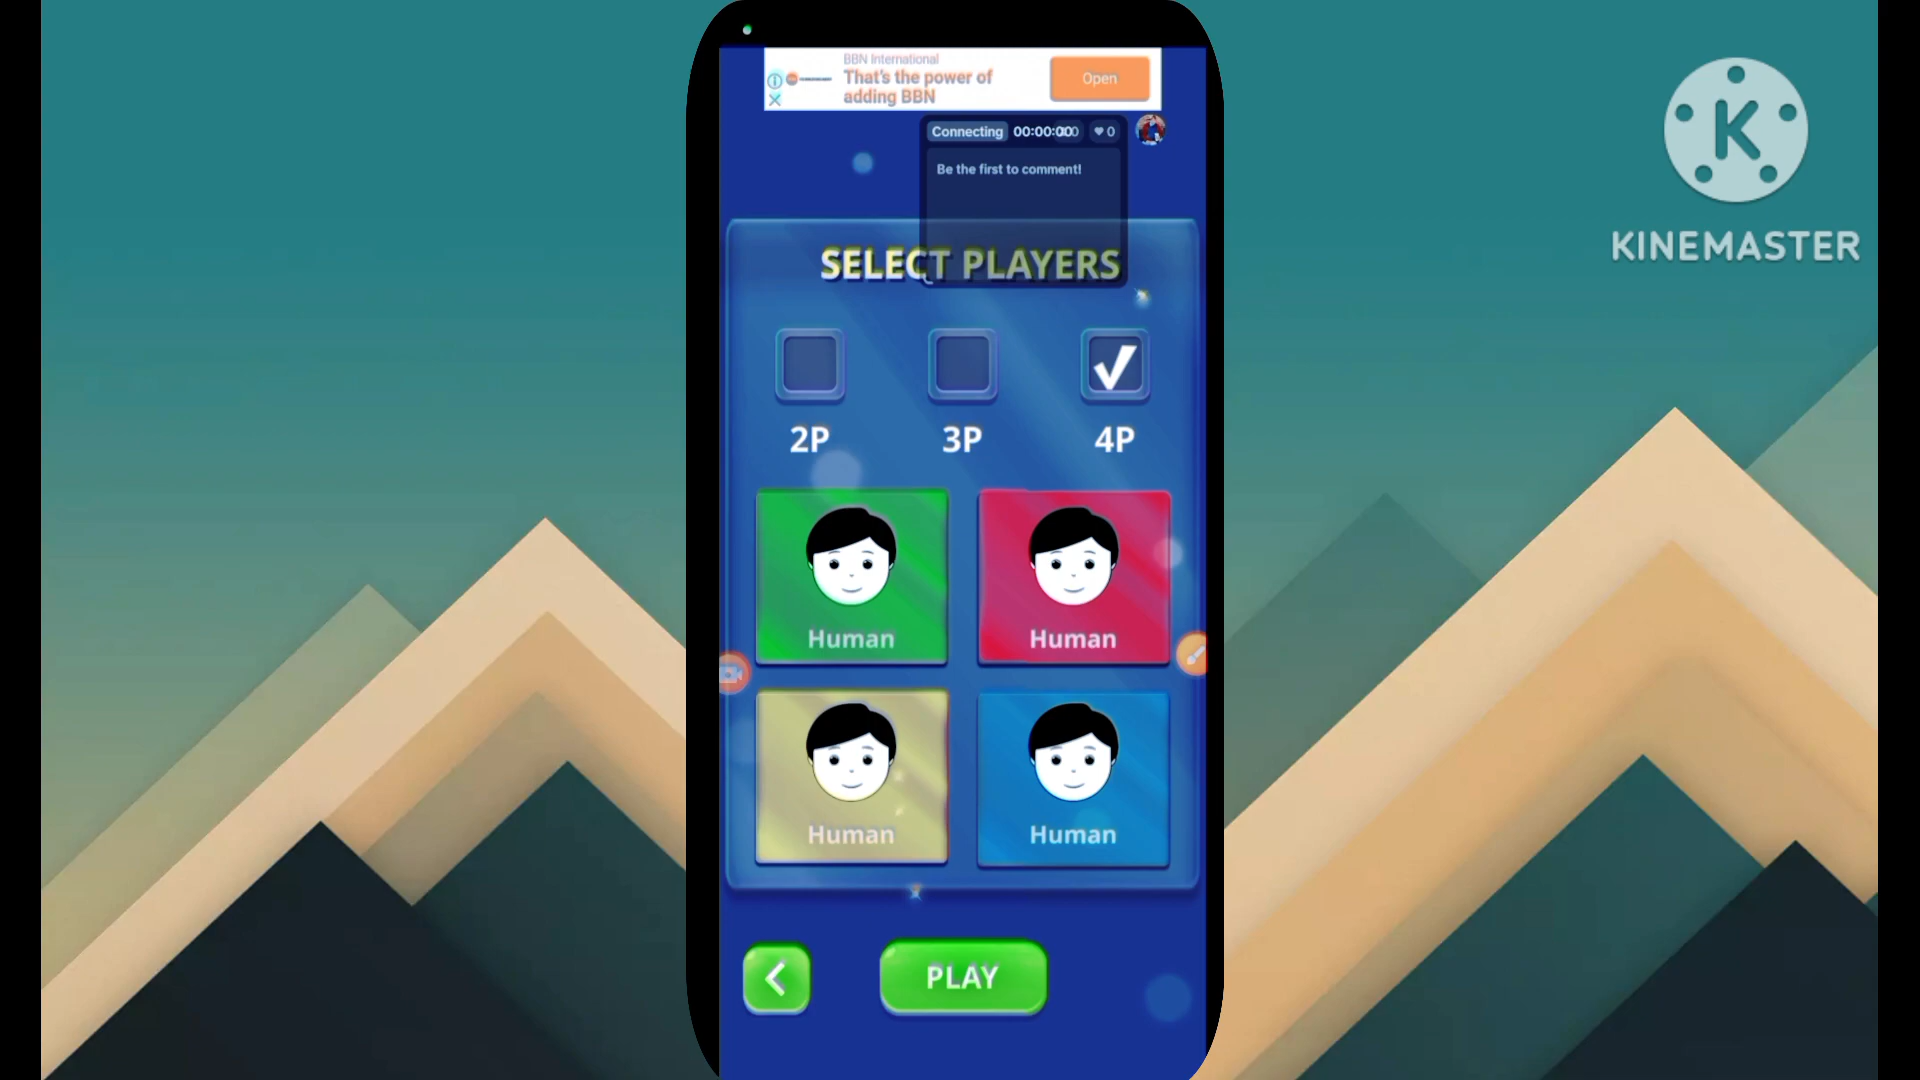 BBN International
That's the power of
adding BBN
Open
Connecting
00:00:00
0
0
Be the first to comment!
SELECT PLAYERS
2P
3P
4P
Human
Human
Human
Human
PLAY
K
KINEMASTER